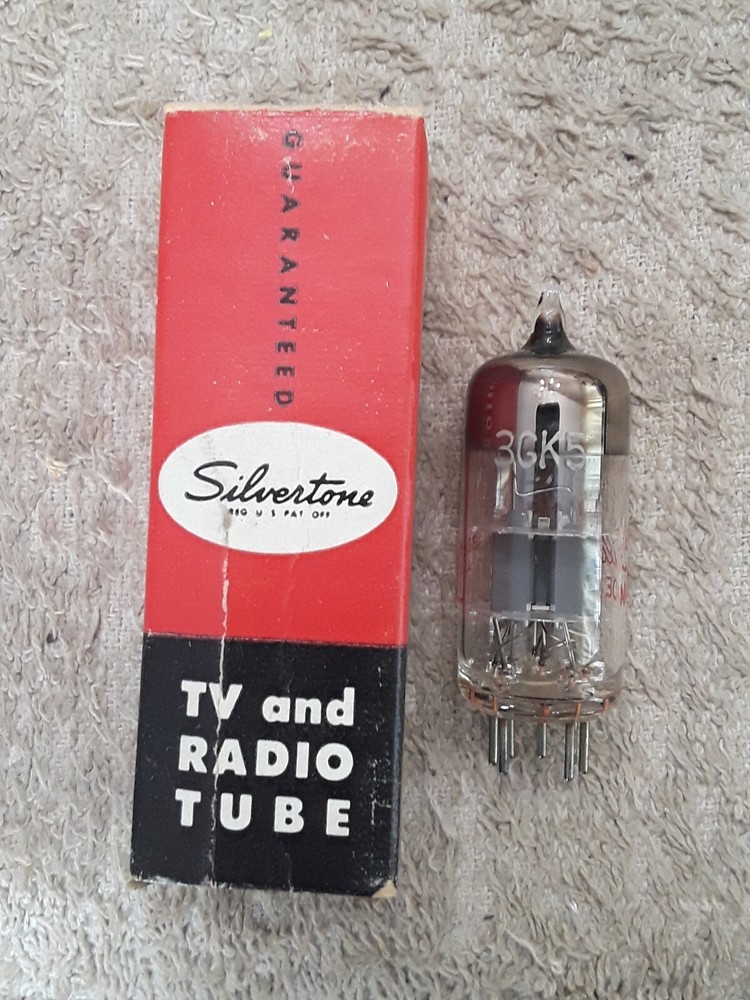 GUARANTEED
Silvertone
REG U S PAT OFF
TV and
RADIO
TUBE
3GK5